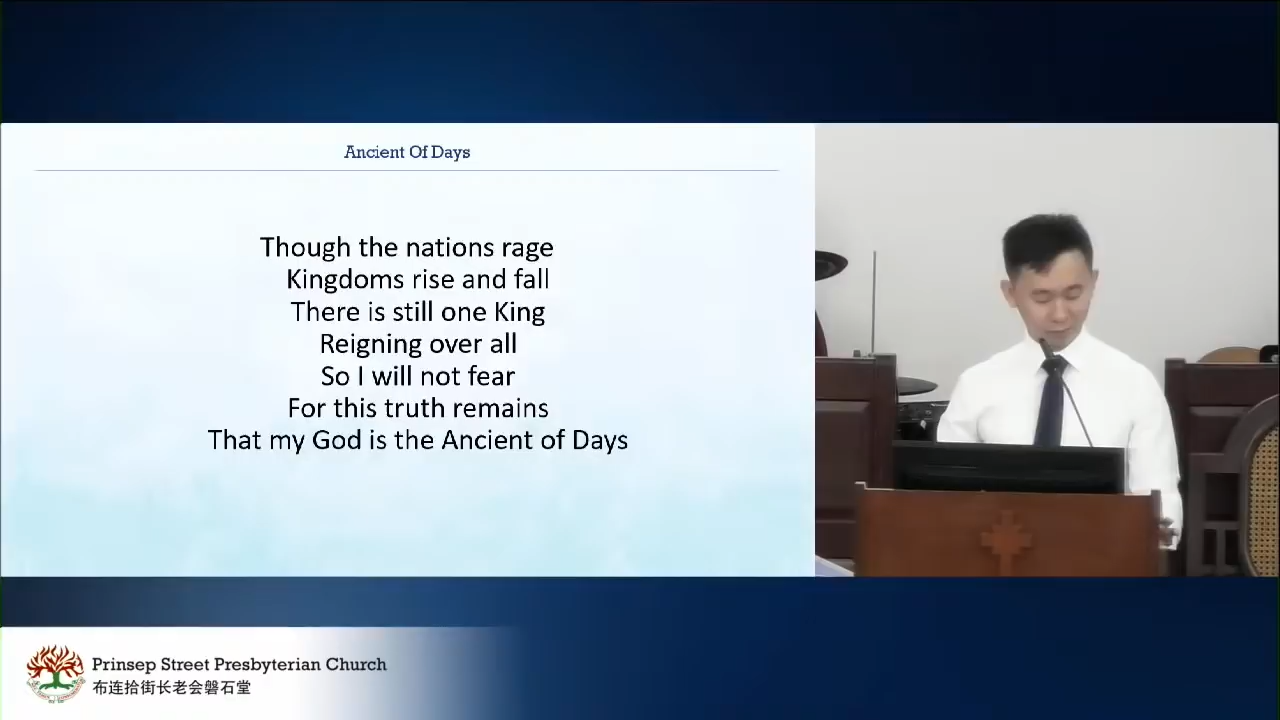 Ancient Of Days
Though the nations rage
Kingdoms rise and fall
There is still one King
Reigning over all
So I will not fear
For this truth remains
That my God is the Ancient of Days
Prinsep Street Presbyterian Church
布连拾街长老会磐石堂